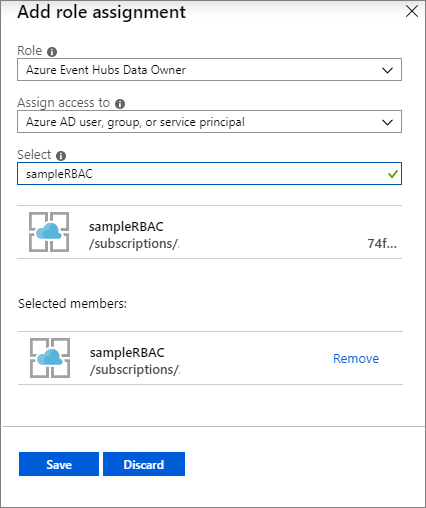 Add role assignment
Role
Azure Event Hubs Data Owner
Assign access to
Azure AD user, group, or service principal
Select
sampleRBAC
sampleRBAC
/subscriptions/. 74f...
Selected members:
sampleRBAC
/subscriptions/.
Remove
Save Discard